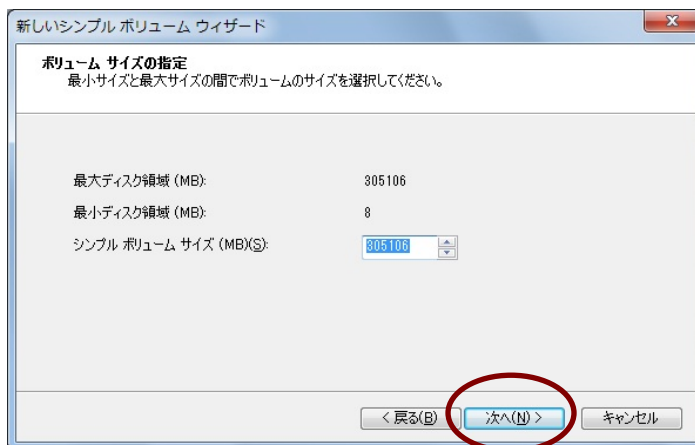 新しいシンプル ボリューム ウィザード
ボリューム サイズの指定
最小サイズと最大サイズの間でボリュームのサイズを選択してください。
最大ディスク領域 (MB): 305106
最小ディスク領域 (MB): 8
シンプル ボリューム サイズ (MB)(S): 305106
< 戻る(B) 次へ(N) > キャンセル